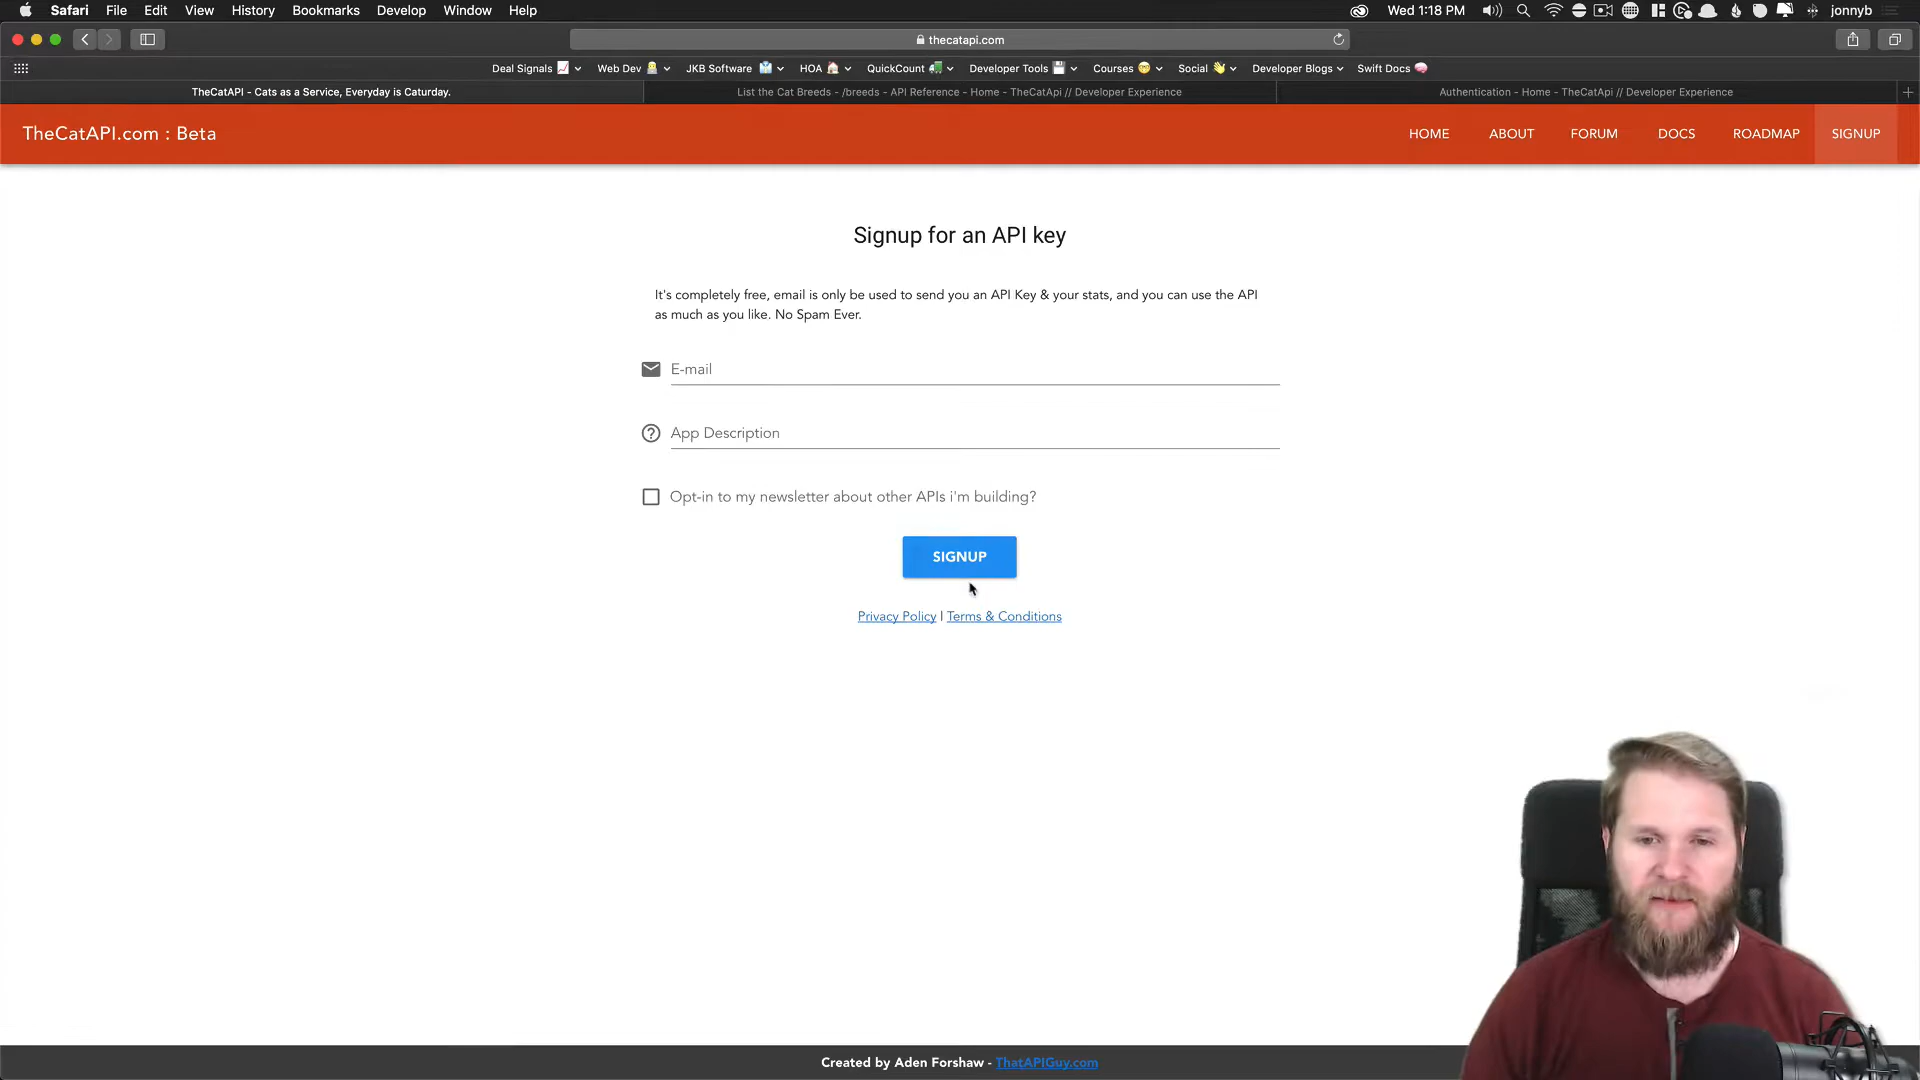 Safari File Edit View History Bookmarks Develop Window Help Wed 1:18 PM jonnyb
thecatapi.com
Deal Signals Web Dev JKB Software HOA QuickCount Developer Tools Courses Social Developer Blogs Swift Docs
TheCatAPI - Cats as a Service, Everyday is Caturday. List the Cat Breeds - /breeds - API Reference - Home - TheCatApi // Developer Experience Authentication - Home - TheCatApi // Developer Experience
TheCatAPI.com : Beta HOME ABOUT FORUM DOCS ROADMAP SIGNUP
Signup for an API key
It's completely free, email is only be used to send you an API Key & your stats, and you can use the API
as much as you like. No Spam Ever.
E-mail
App Description
Opt-in to my newsletter about other APIs i'm building?
SIGNUP
Privacy Policy | Terms & Conditions
Created by Aden Forshaw - ThatAPIGuy.com